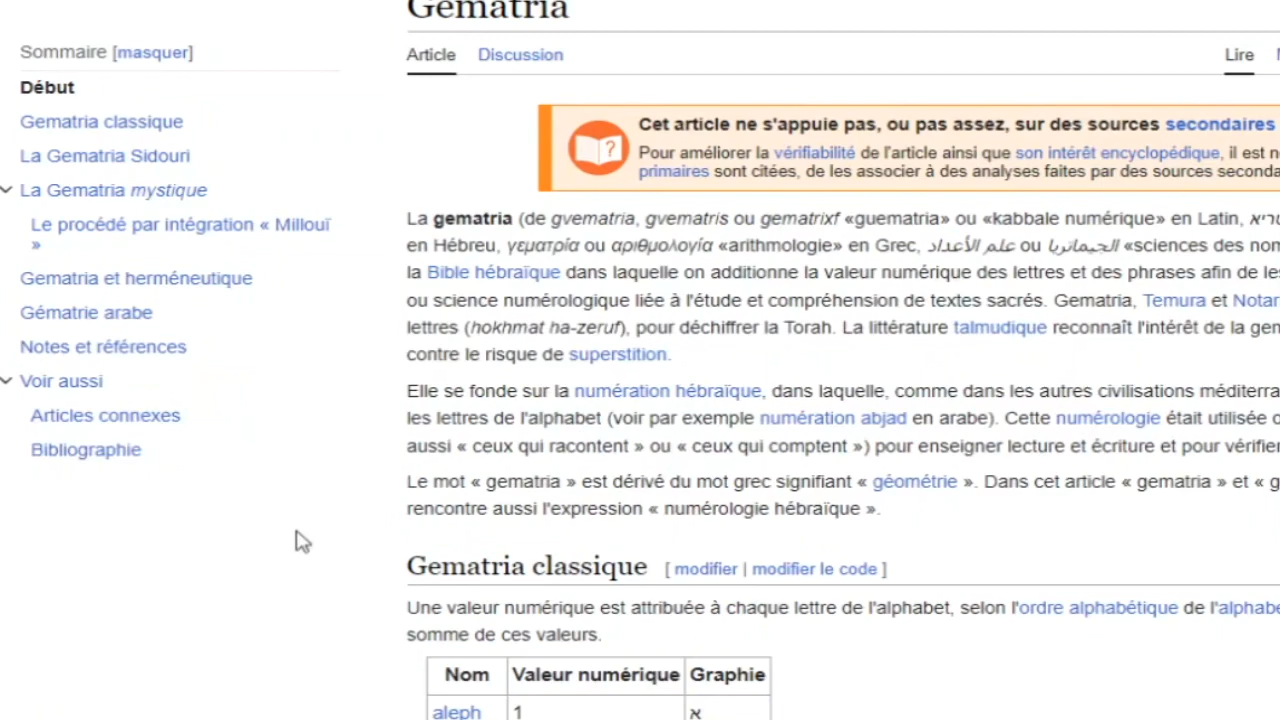 Gematria
Sommaire [masquer]
Début
Gematria classique
La Gematria Sidouri
La Gematria mystique
Le procédé par intégration « Millouï
»
Gematria et herméneutique
Gématrie arabe
Notes et références
Voir aussi
Articles connexes
Bibliographie
Article Discussion Lire
Cet article ne s'appuie pas, ou pas assez, sur des sources secondaires
Pour améliorer la vérifiabilité de l'article ainsi que son intérêt encyclopédique, il est
primaires sont citées, de les associer à des analyses faites par des sources
La gematria (de gvematria, gvematris ou gematrixf «guematria» ou «kabbale numérique» en Latin,
en Hébreu, γεματρία ou αριθμολογία «arithmologie» en Grec, علم الأعداد ou الجيماتريا «sciences des
la Bible hébraïque dans laquelle on additionne la valeur numérique des lettres et des phrases afin de
ou science numérologique liée à l'étude et compréhension de textes sacrés. Gematria, Temura et
lettres (hokhmat ha-zeruf), pour déchiffrer la Torah. La littérature talmudique reconnaît l'intérêt de la
contre le risque de superstition.
Elle se fonde sur la numération hébraïque, dans laquelle, comme dans les autres civilisations
les lettres de l'alphabet (voir par exemple numération abjad en arabe). Cette numérologie était utilisée
aussi « ceux qui racontent » ou « ceux qui comptent ») pour enseigner lecture et écriture et pour
Le mot « gematria » est dérivé du mot grec signifiant « géométrie ». Dans cet article « gematria » et «
rencontre aussi l'expression « numérologie hébraïque ».
Gematria classique [ modifier | modifier le code ]
Une valeur numérique est attribuée à chaque lettre de l'alphabet, selon l'ordre alphabétique de
somme de ces valeurs.
Nom Valeur numérique Graphie
aleph 1 א